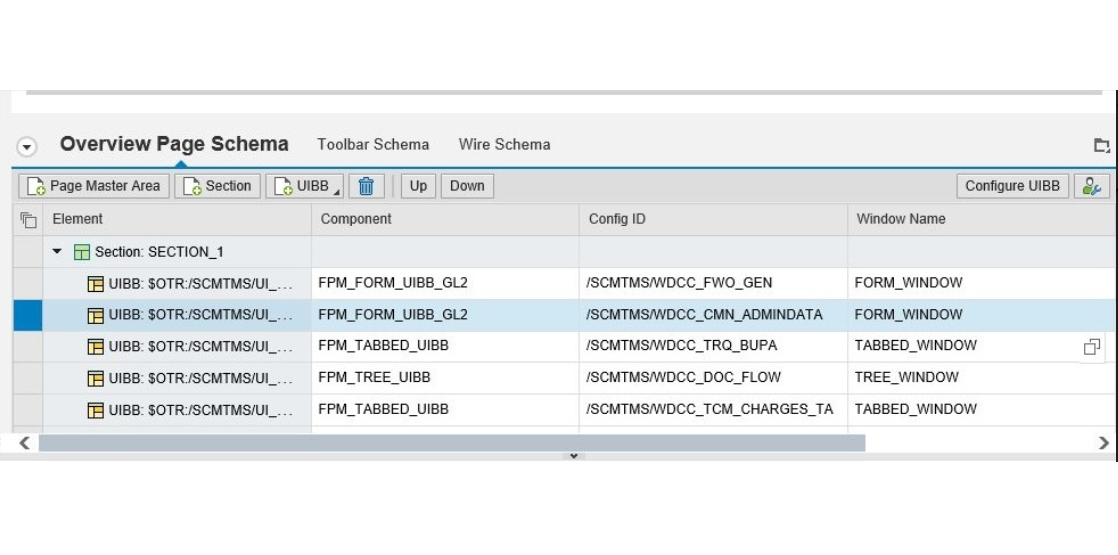 Overview Page Schema Toolbar Schema Wire Schema
Page Master Area Section UIBB Up Down Configure UIBB
Element Component Config ID Window Name
Section: SECTION_1
UIBB: $OTR:/SCMTMS/UI_... FPM_FORM_UIBB_GL2 /SCMTMS/WDCC_FWO_GEN FORM_WINDOW
UIBB: $OTR:/SCMTMS/UI_... FPM_FORM_UIBB_GL2 /SCMTMS/WDCC_CMN_ADMINDATA FORM_WINDOW
UIBB: $OTR:/SCMTMS/UI_... FPM_TABBED_UIBB /SCMTMS/WDCC_TRQ_BUPA TABBED_WINDOW
UIBB: $OTR:/SCMTMS/UI_... FPM_TREE_UIBB /SCMTMS/WDCC_DOC_FLOW TREE_WINDOW
UIBB: $OTR:/SCMTMS/UI_... FPM_TABBED_UIBB /SCMTMS/WDCC_TCM_CHARGES_TA TABBED_WINDOW